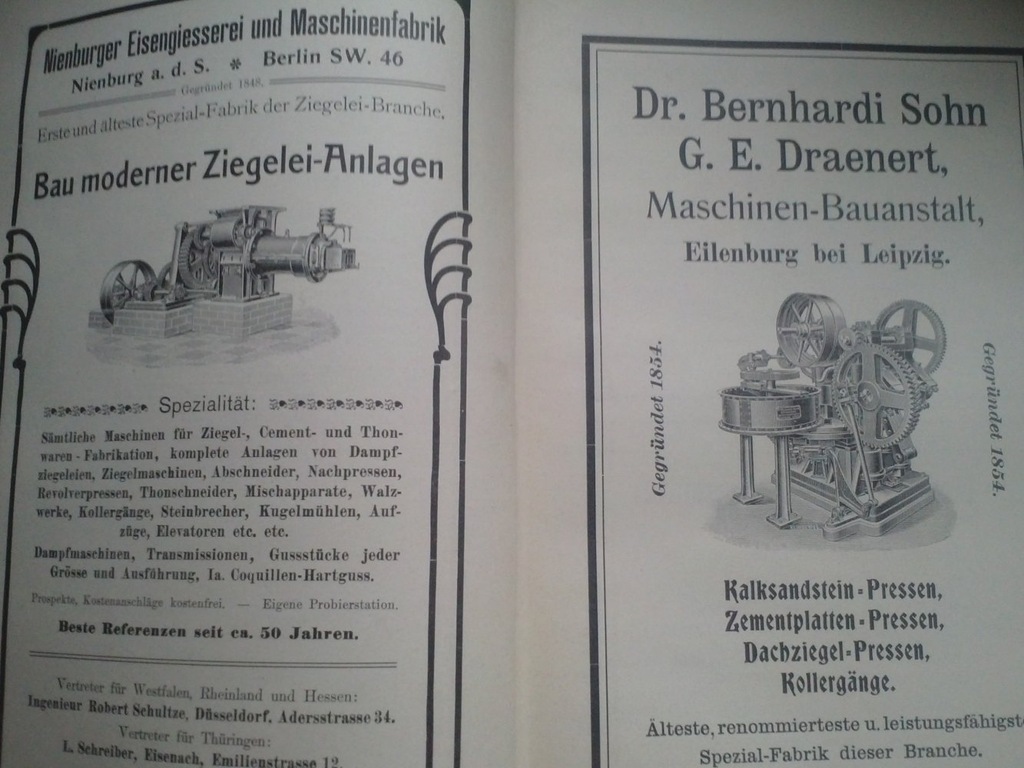 Nienburger Eisengiesserei und Maschinenfabrik
Nienburg a. d. S. * Berlin SW. 46
Gegründet 1848.
Erste und älteste Spezial-Fabrik der Ziegelei-Branche.
Bau moderner Ziegelei-Anlagen
Spezialität:
Sämtliche Maschinen für Ziegel-, Cement- und Thon-
waren-Fabrikation, komplete Anlagen von Dampf-
ziegeleien, Ziegelmaschinen, Abschneider, Nachpressen,
Revolverpressen, Thonschneider, Mischapparate, Walz-
werke, Kollergänge, Steinbrecher, Kugelmühlen, Auf-
züge, Elevatoren etc. etc.
Dampfmaschinen, Transmissionen, Gussstücke jeder
Grösse und Ausführung, Ia. Coquillen-Hartguss.
Prospekte, Kostenanschläge kostenfrei. — Eigene Probierstation.
Beste Referenzen seit ca. 50 Jahren.
Vertreter für Westfalen, Rheinland und Hessen:
Ingenieur Robert Schultze, Düsseldorf, Adersstrasse 34.
Vertreter für Thüringen:
L. Schreiber, Eisenach, Emilienstrasse 12.
Dr. Bernhardi Sohn
G. E. Draenert,
Maschinen-Bauanstalt,
Eilenburg bei Leipzig.
Gegründet 1854.
Gegründet 1854.
Kalksandstein-Pressen,
Zementplatten-Pressen,
Dachziegel-Pressen,
Kollergänge.
Älteste, renommierteste u. leistungsfähigste
Spezial-Fabrik dieser Branche.